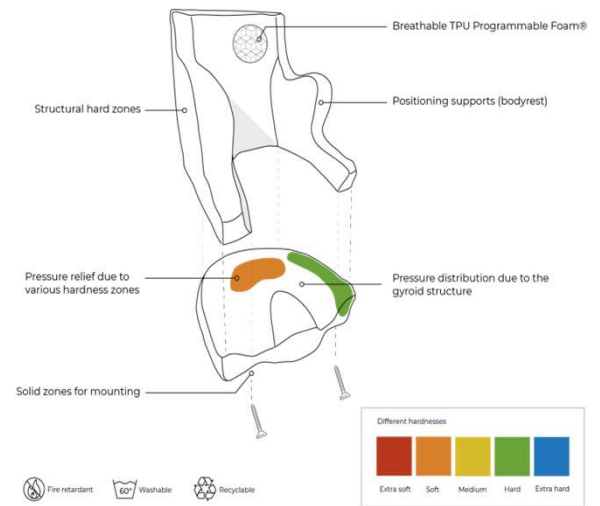 Breathable TPU Programmable Foam®
Structural hard zones
Positioning supports (bodyrest)
Pressure relief due to
various hardness zones
Pressure distribution due to the
gyroid structure
Solid zones for mounting
Different hardnesses
Extra soft
Soft
Medium
Hard
Extra hard
Fire retardant
60°
Washable
Recyclable